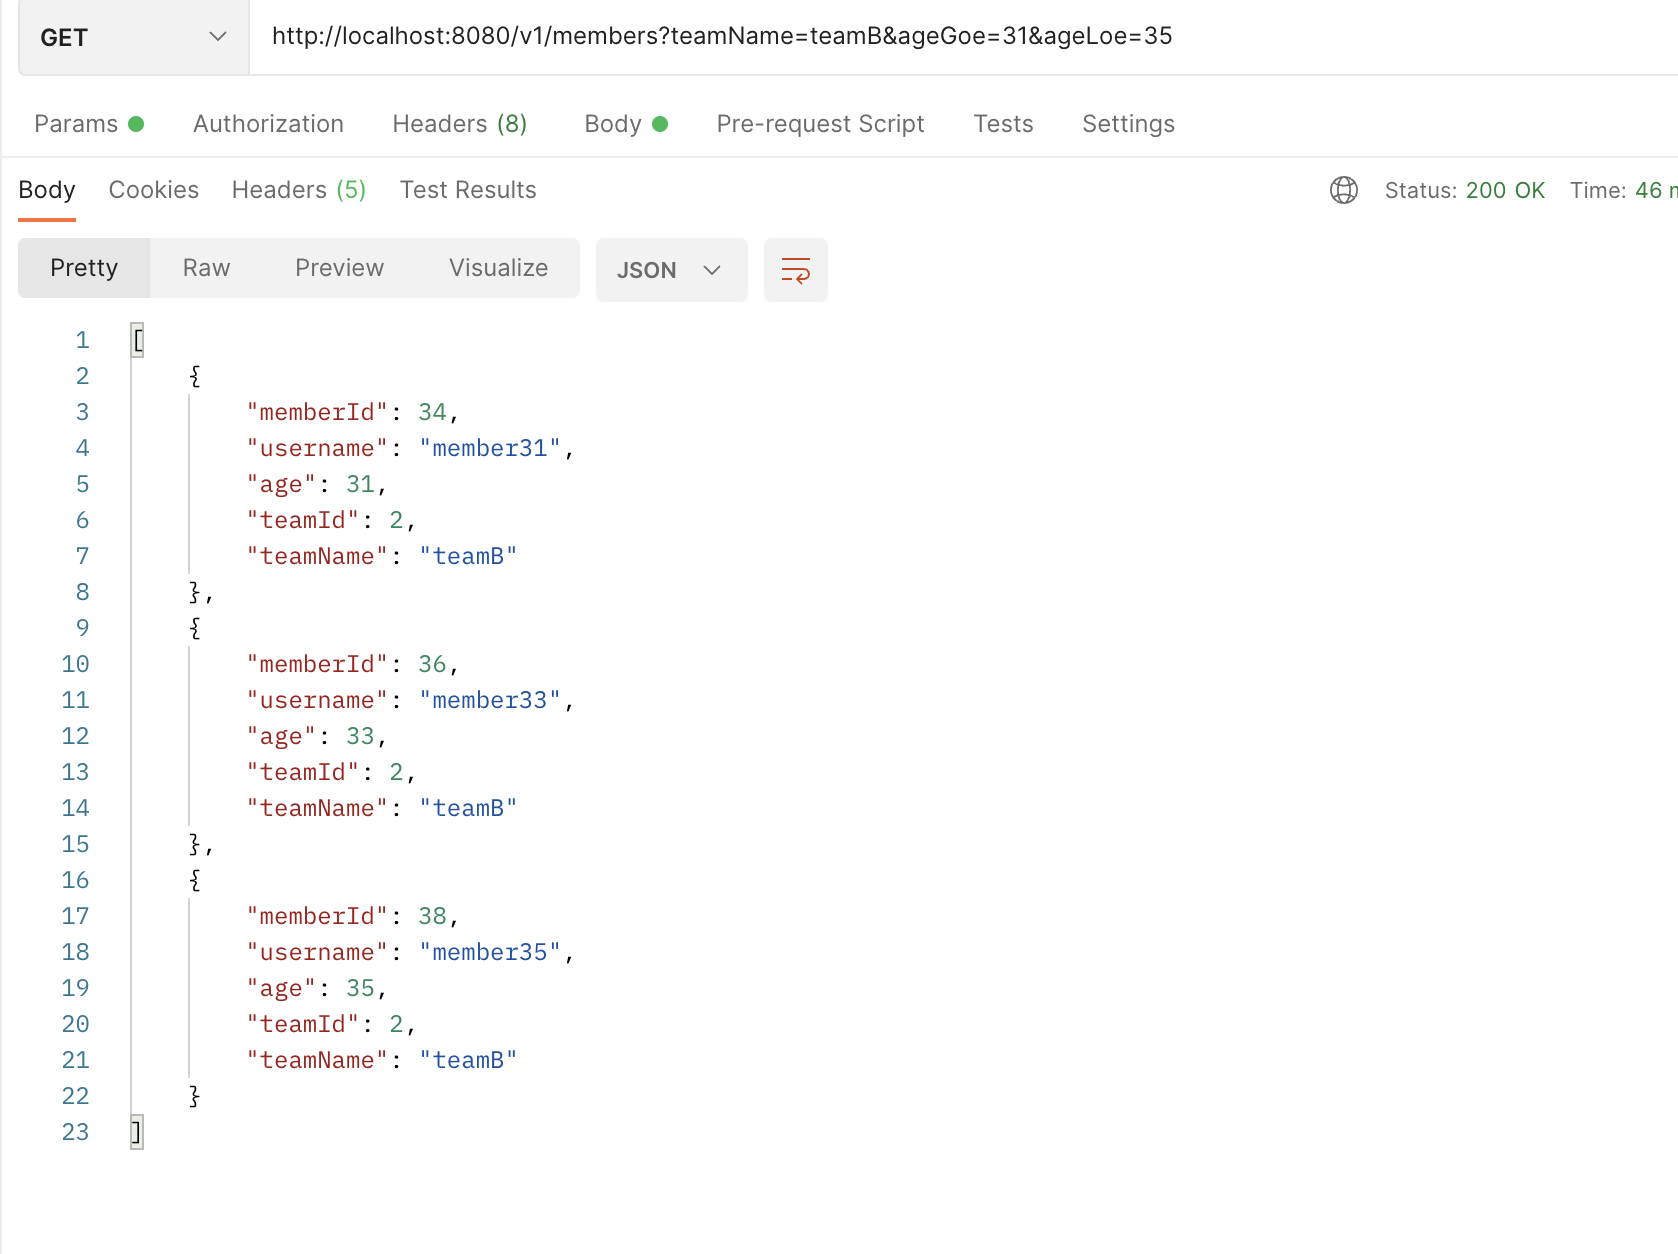 GET http://localhost:8080/v1/members?teamName=teamB&ageGoe=31&ageLoe=35
Params Authorization Headers (8) Body Pre-request Script Tests Settings
Body Cookies Headers (5) Test Results Status: 200 OK Time: 46
Pretty Raw Preview Visualize JSON
1 [
2 {
3 "memberId": 34,
4 "username": "member31",
5 "age": 31,
6 "teamId": 2,
7 "teamName": "teamB"
8 },
9 {
10 "memberId": 36,
11 "username": "member33",
12 "age": 33,
13 "teamId": 2,
14 "teamName": "teamB"
15 },
16 {
17 "memberId": 38,
18 "username": "member35",
19 "age": 35,
20 "teamId": 2,
21 "teamName": "teamB"
22 }
23 ]